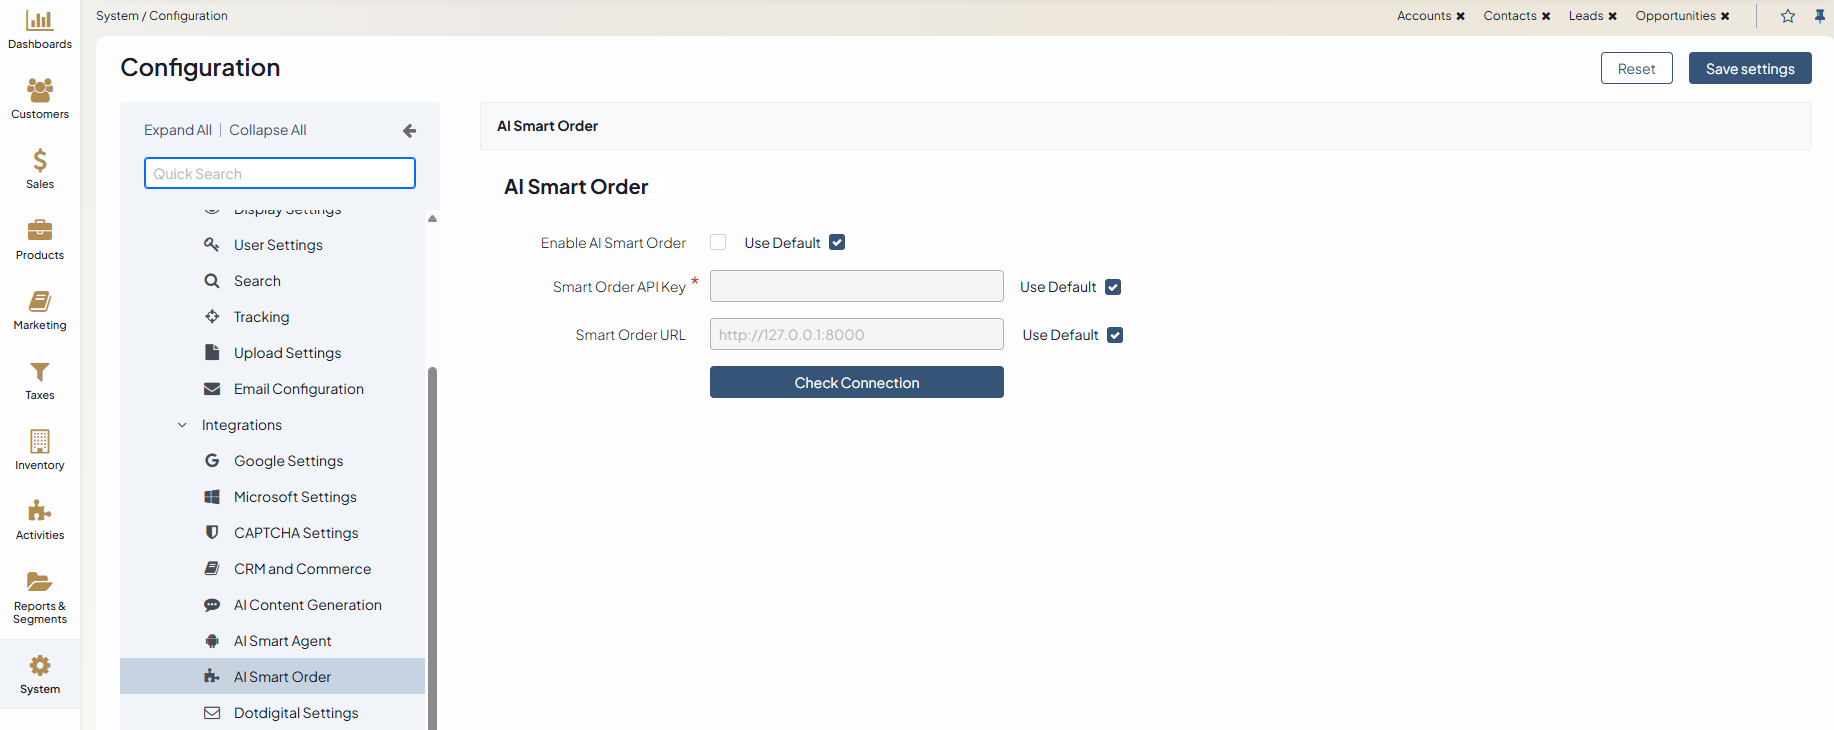 System / Configuration
Accounts ✖ Contacts ✖ Leads ✖ Opportunities ✖
Dashboards
Customers
Sales
Products
Marketing
Taxes
Inventory
Activities
Reports &
Segments
System
Configuration
Reset
Save settings
Expand All | Collapse All
Quick Search
Display Settings
User Settings
Search
Tracking
Upload Settings
Email Configuration
Integrations
Google Settings
Microsoft Settings
CAPTCHA Settings
CRM and Commerce
AI Content Generation
AI Smart Agent
AI Smart Order
Dotdigital Settings
AI Smart Order
AI Smart Order
Enable AI Smart Order Use Default
Smart Order API Key * Use Default
Smart Order URL http://127.0.0.1:8000 Use Default
Check Connection